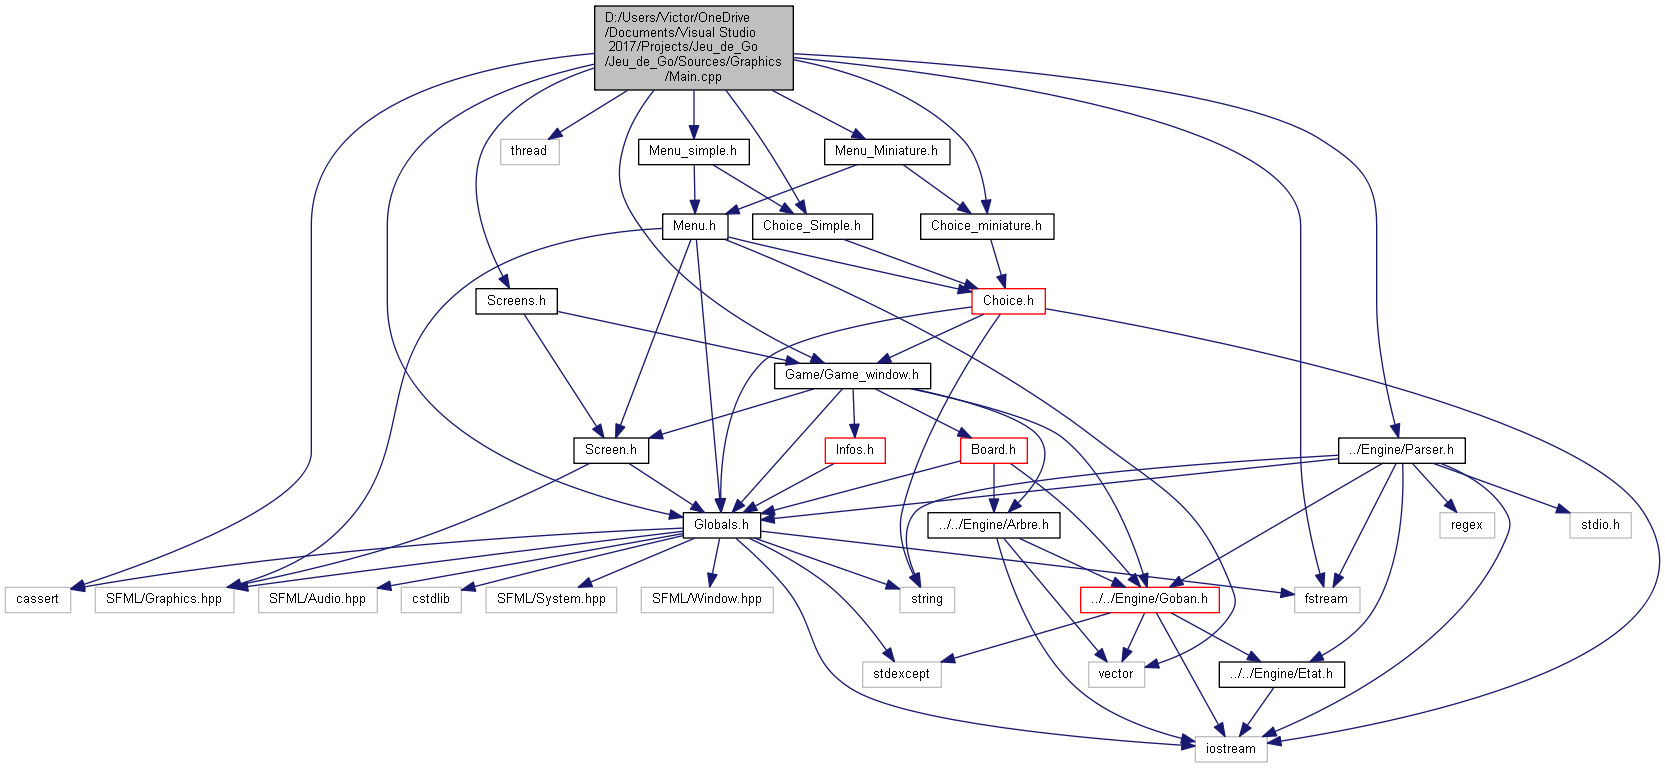 D:/Users/Victor/OneDrive
/Documents/Visual Studio
2017/Projects/Jeu_de_Go
/Jeu_de_Go/Sources/Graphics
/Main.cpp
thread
Menu_simple.h
Menu_Miniature.h
Menu.h
Choice_Simple.h
Choice_miniature.h
Screens.h
Choice.h
Game/Game_window.h
Screen.h
Infos.h
Board.h
../Engine/Parser.h
Globals.h
../../Engine/Arbre.h
regex
stdio.h
cassert
SFML/Graphics.hpp
SFML/Audio.hpp
cstdlib
SFML/System.hpp
SFML/Window.hpp
string
../../Engine/Goban.h
fstream
stdexcept
vector
../../Engine/Etat.h
iostream